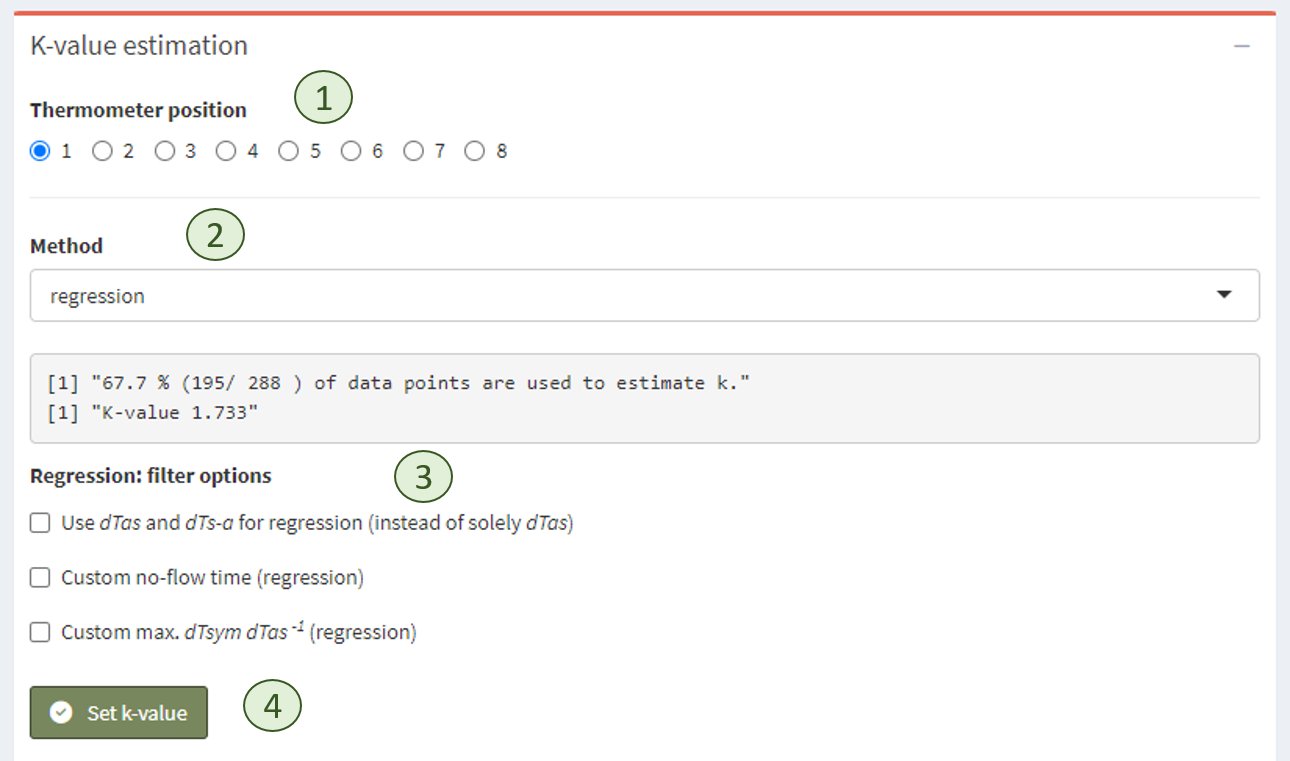 K-value estimation
Thermometer position
1
1 2 3 4 5 6 7 8
2
Method
regression
[1] "67.7 % (195/ 288 ) of data points are used to estimate k."
[1] "K-value 1.733"
Regression: filter options
3
Use dTas and dTs-a for regression (instead of solely dTas)
Custom no-flow time (regression)
Custom max. dTsym dTas⁻¹ (regression)
Set k-value
4